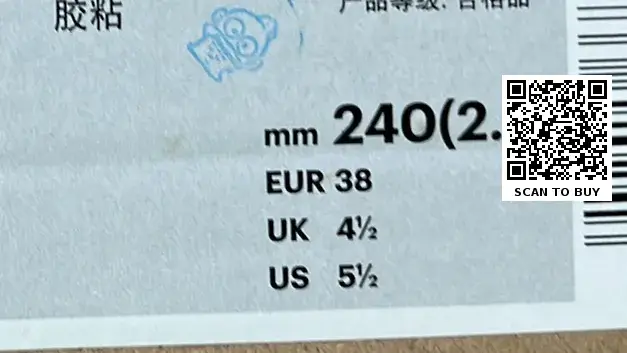 胶粘
产品等级: 合格品
mm 240(2.
EUR 38
UK 4½
US 5½
SCAN TO BUY